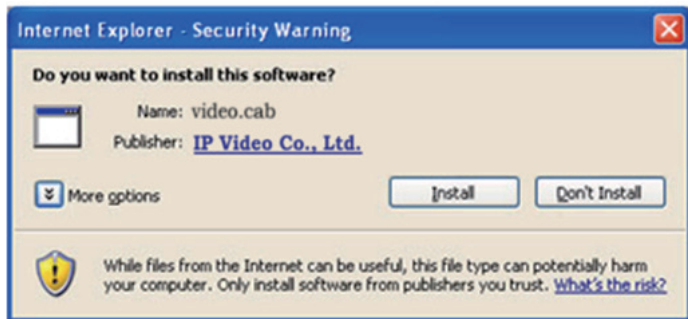 Internet Explorer - Security Warning
Do you want to install this software?
Name: video.cab
Publisher: IP Video Co., Ltd.
More options
Install
Don't Install
While files from the Internet can be useful, this file type can potentially harm
your computer. Only install software from publishers you trust. What's the risk?